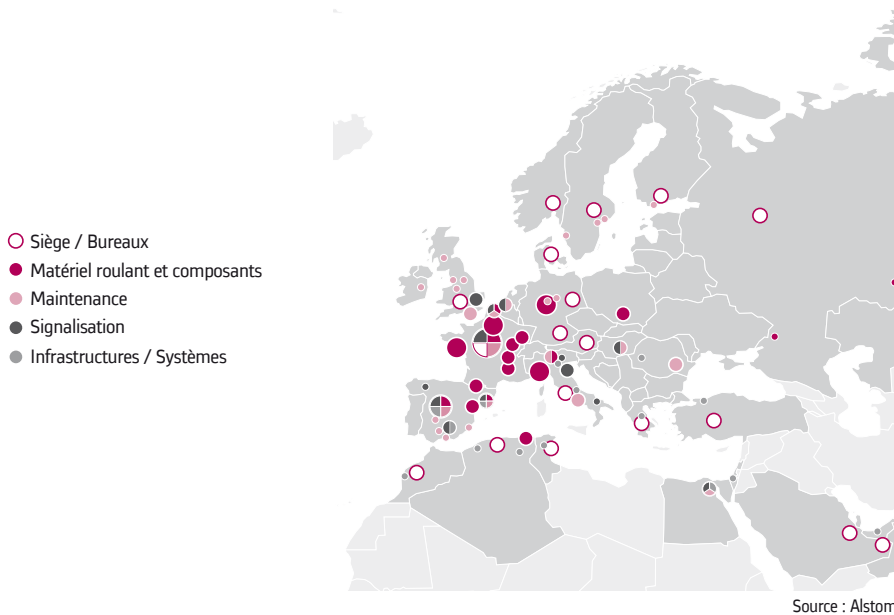 Siège / Bureaux
Matériel roulant et composants
Maintenance
Signalisation
Infrastructures / Systèmes
Source : Alstom